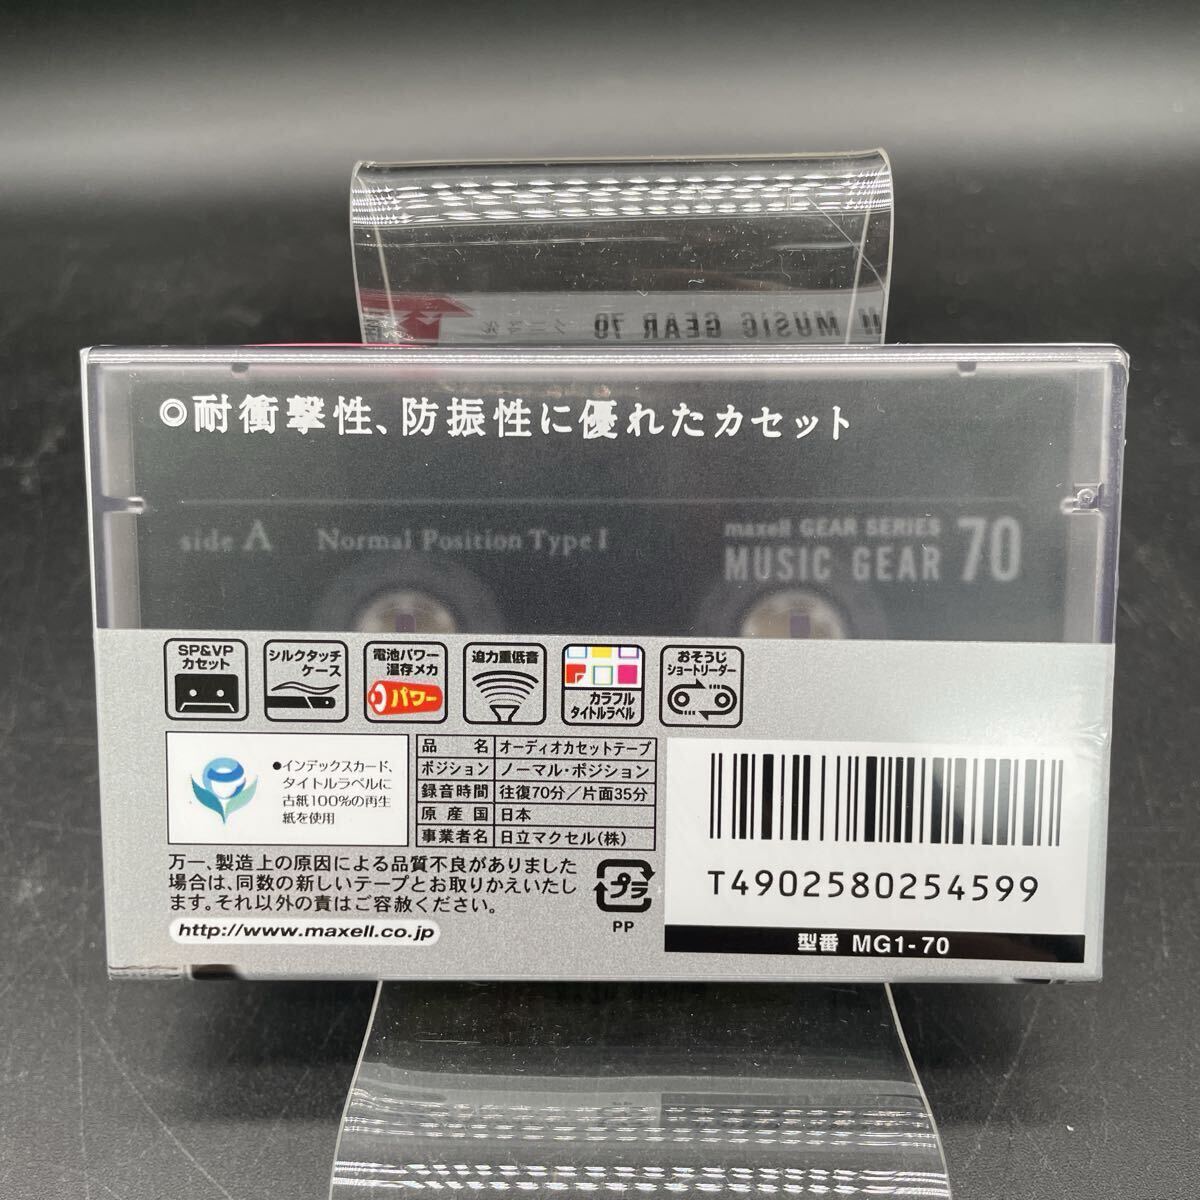 MUSIC GEAR 70
◎耐衝撃性、防振性に優れたカセット
side A Normal Position Type I
maxell GEAR SERIES
MUSIC GEAR 70
SP&VP
カセット
シルクタッチ
ケース
電池パワー
温存メカ
パワー
迫力重低音
カラフル
タイトルラベル
おそうじ
ショートリーダー
●インデックスカード、
タイトルラベルに
古紙100%の再生
紙を使用
品名 オーディオカセットテープ
ポジション ノーマル・ポジション
録音時間 往復70分/片面35分
原産国 日本
事業者名 日立マクセル(株)
万一、製造上の原因による品質不良がありました
場合は、同数の新しいテープとお取りかえいたし
ます。それ以外の責はご容赦ください。
http://www.maxell.co.jp
プラ
PP
T4902580254599
型番 MG1-70